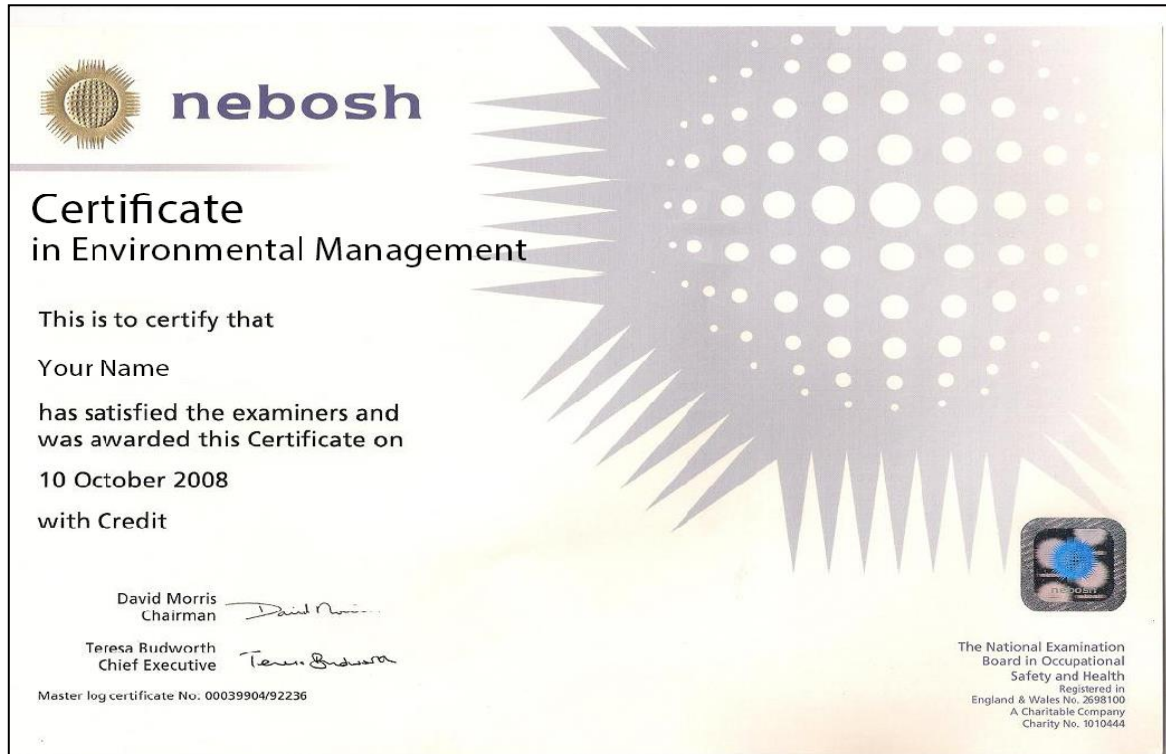 nebosh
Certificate
in Environmental Management
This is to certify that
Your Name
has satisfied the examiners and
was awarded this Certificate on
10 October 2008
with Credit
David Morris
Chairman
Teresa Budworth
Chief Executive
Master log certificate No: 00039904/92236
nebosh
The National Examination
Board in Occupational
Safety and Health
Registered in
England & Wales No. 2698100
A Charitable Company
Charity No. 1010444